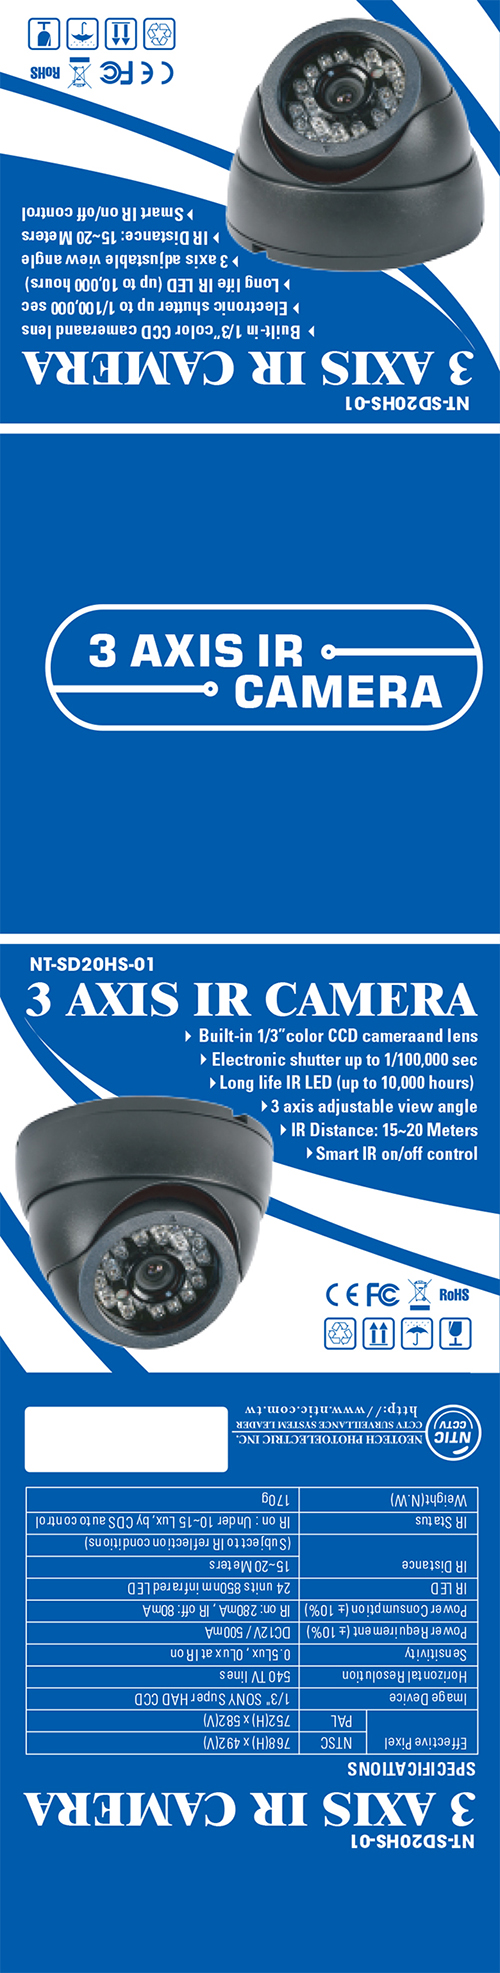 NT-SD20HS-01
3 AXIS IR CAMERA
Built-in 1/3"color CCD cameraand lens
Electronic shutter up to 1/100,000 sec
Long life IR LED (up to 10,000 hours)
3 axis adjustable view angle
IR Distance: 15~20 Meters
Smart IR on/off control
CE FC RoHS
3 AXIS IR
CAMERA
NT-SD20HS-01
3 AXIS IR CAMERA
Built-in 1/3"color CCD cameraand lens
Electronic shutter up to 1/100,000 sec
Long life IR LED (up to 10,000 hours)
3 axis adjustable view angle
IR Distance: 15~20 Meters
Smart IR on/off control
CE FC RoHS
NT-SD20HS-01
3 AXIS IR CAMERA
SPECIFICATIONS
Effective Pixel NTSC 768(H) x 492(V)
PAL 752(H) x 582(V)
Image Device 1/3" SONY Super HAD CCD
Horizontal Resolution 540 TV lines
Sensitivity 0.5Lux, 0Lux at IR on
Power Requirement (± 10%) DC12V / 500mA
Power Consumption (± 10%) IR on: 280mA , IR off: 80mA
IR LED 24 units 850nm infrared LED
IR Distance 15~20 Meters
(Subject to IR reflection conditions)
IR Status IR on : Under 10~15 Lux, by CDS auto control
Weight(N.W) 170g
NTIC
CCTV
NEOTECH PHOTOELECTRIC INC.
CCTV SURVEILLANCE SYSTEM LEADER
http://www.ntic.com.tw